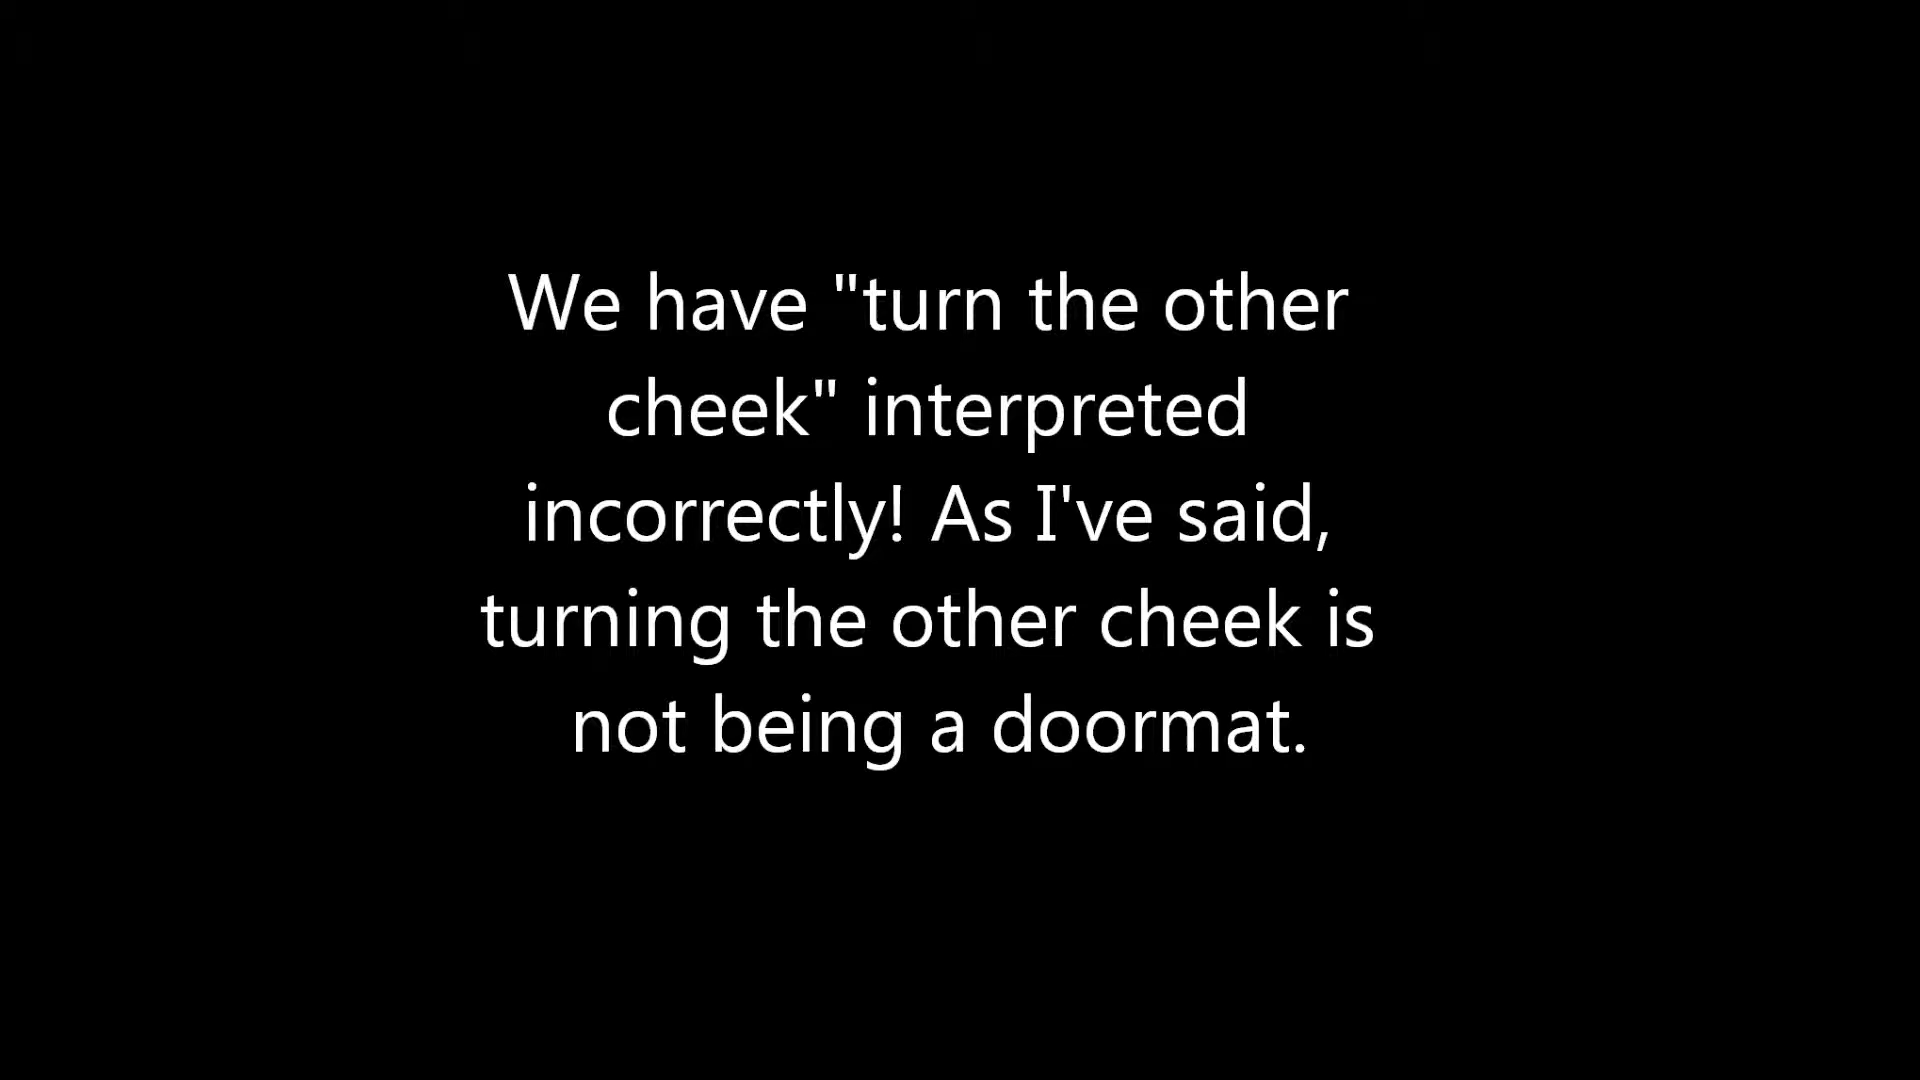 We have "turn the other
cheek" interpreted
incorrectly! As I've said,
turning the other cheek is
not being a doormat.